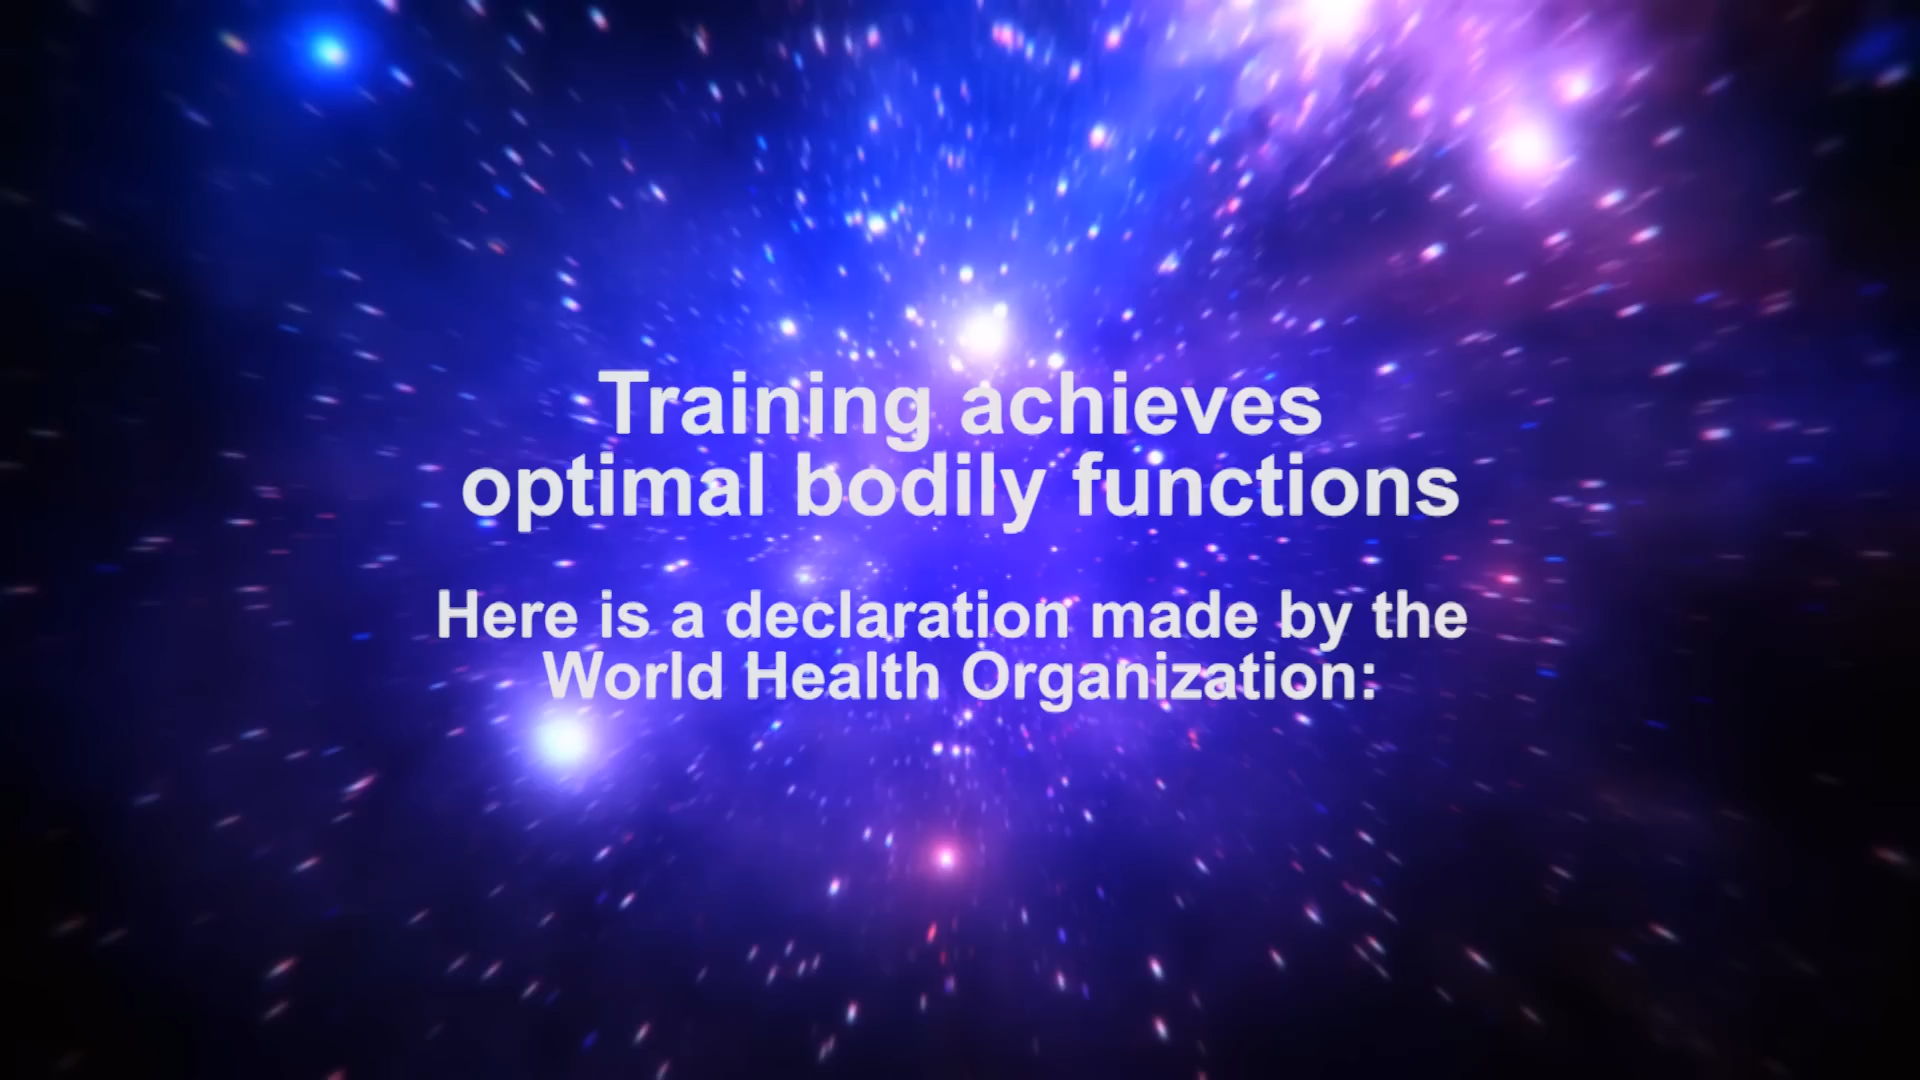 Training achieves
optimal bodily functions
Here is a declaration made by the
World Health Organization: